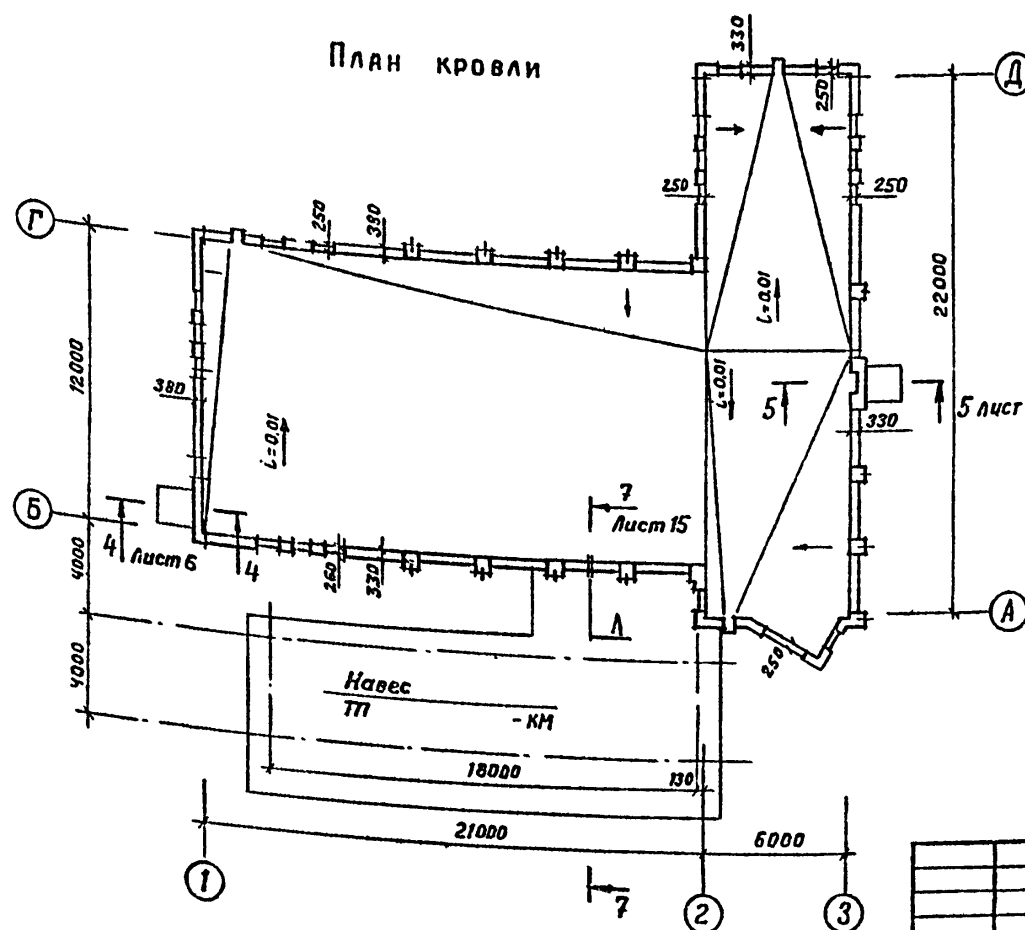 План кровли
330
Д
250
250
250
Г
250
380
i=0.01
22000
12000
i=0.01
5
5 лист
380
330
i=0.01
7
Лист 15
Б
4
Лист 6
4
260
330
4000
Л
А
250
4000
Навес
ТП - КМ
18000
130
21000
6000
1
7
2
3